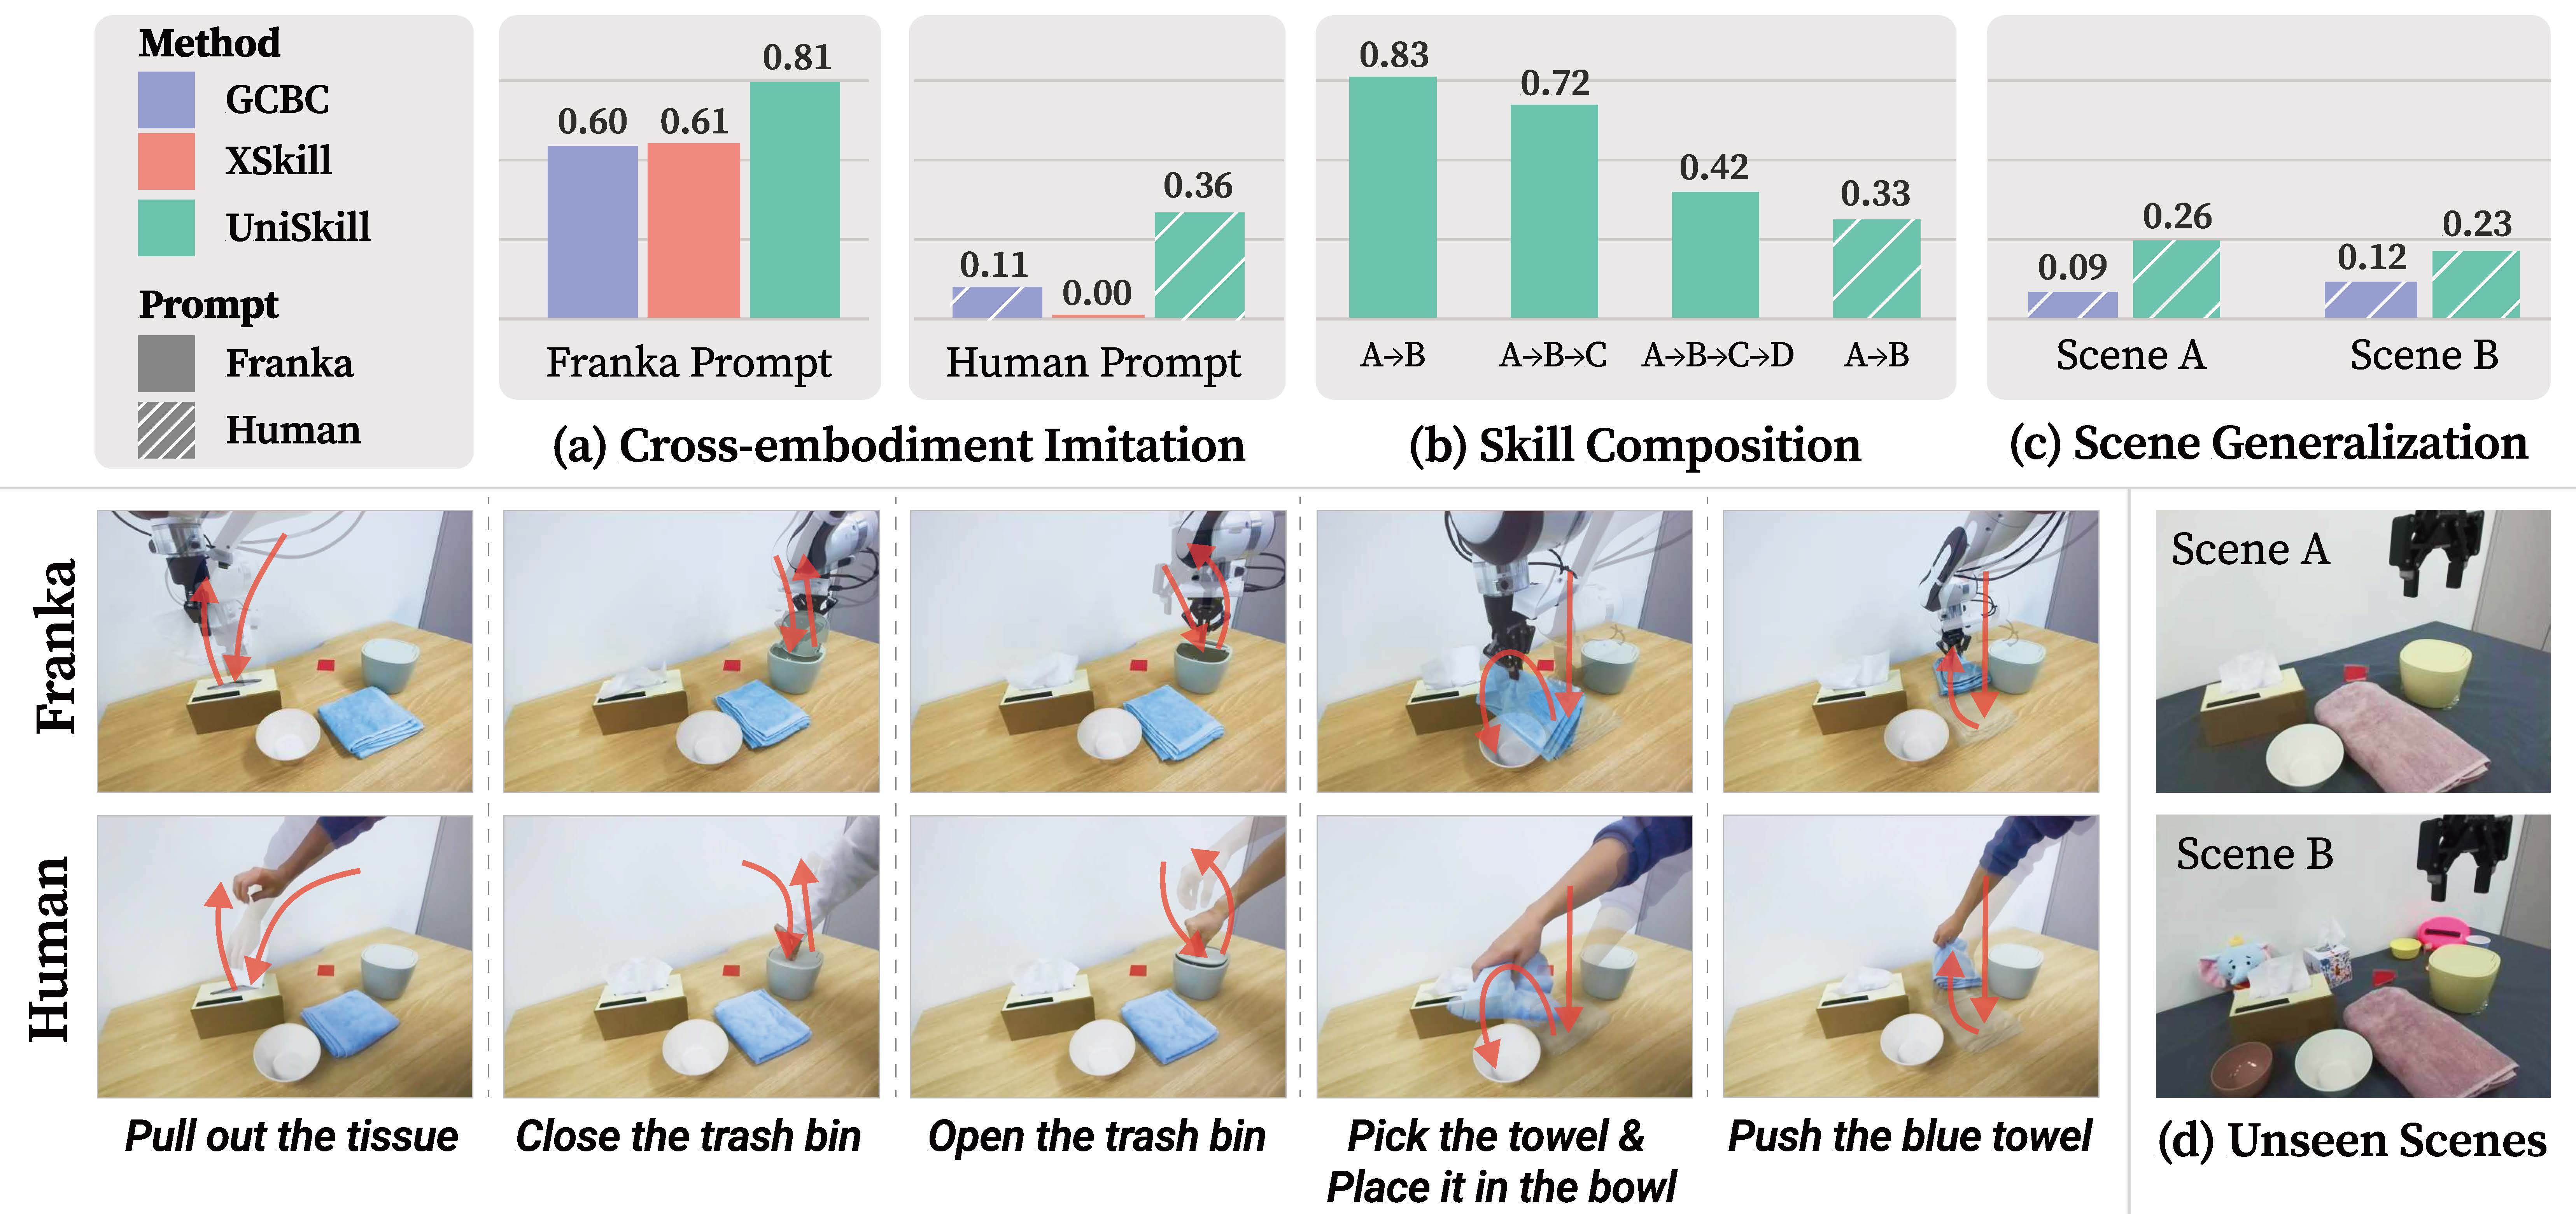 Method
GCBC
XSkill
UniSkill
Prompt
Franka
Human
0.60
0.61
0.81
Franka Prompt
0.11
0.00
0.36
Human Prompt
(a) Cross-embodiment Imitation
0.83
0.72
0.42
0.33
A→B
A→B→C
A→B→C→D
A→B
(b) Skill Composition
0.09
0.26
0.12
0.23
Scene A
Scene B
(c) Scene Generalization
Franka
Human
Pull out the tissue
Close the trash bin
Open the trash bin
Pick the towel &
Place it in the bowl
Push the blue towel
Scene A
Scene B
(d) Unseen Scenes